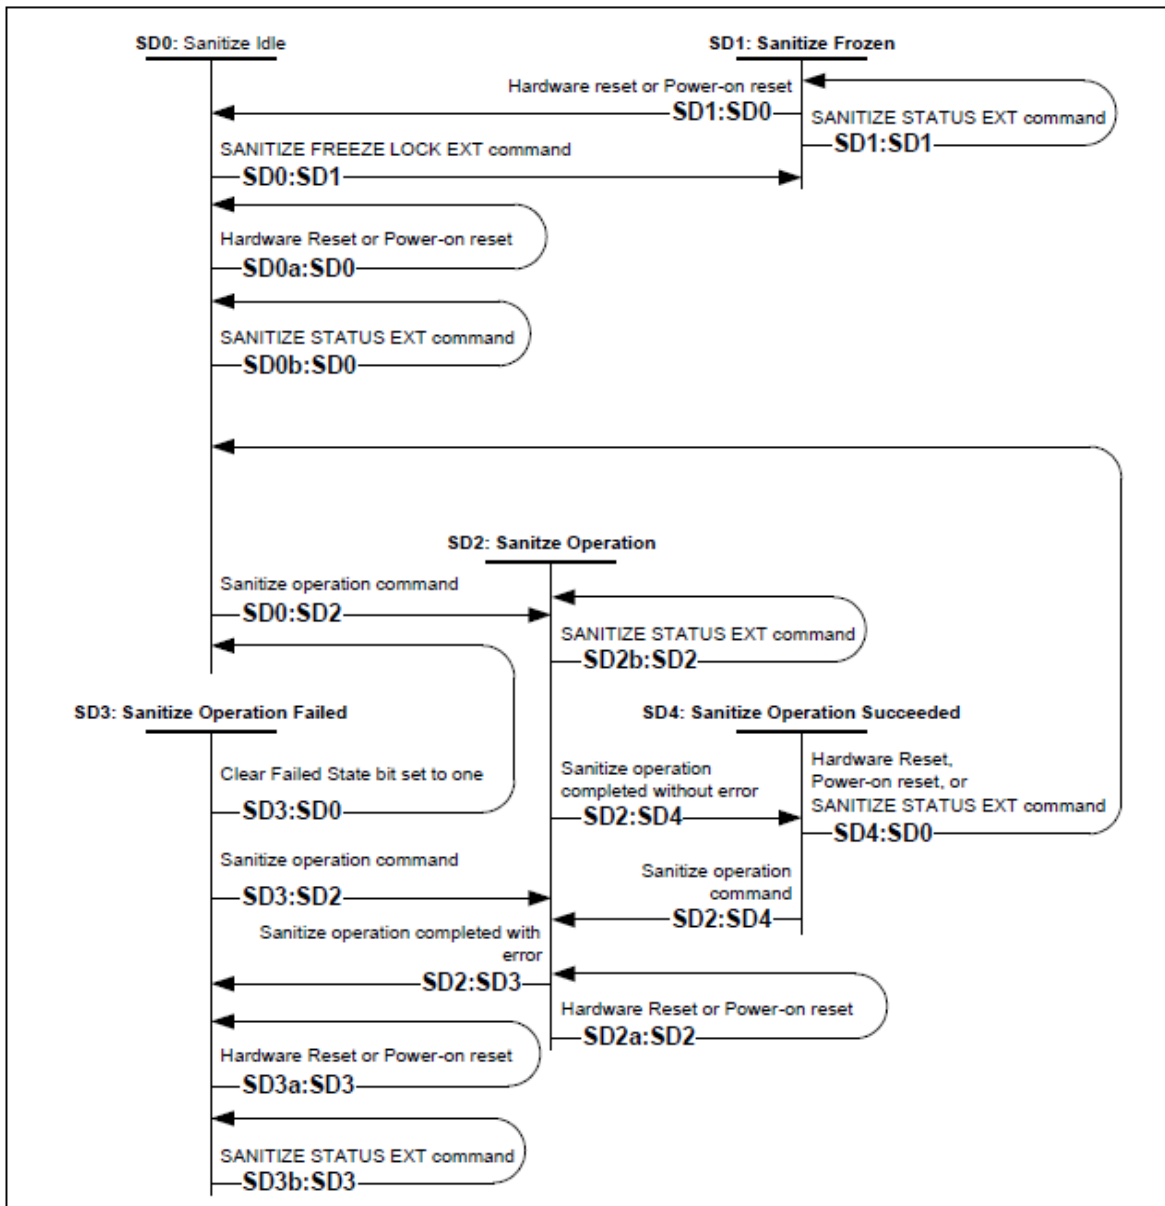 SD0: Sanitize Idle
SD1: Sanitize Frozen
Hardware reset or Power-on reset
SD1:SD0
SANITIZE STATUS EXT command
SD1:SD1
SANITIZE FREEZE LOCK EXT command
SD0:SD1
Hardware Reset or Power-on reset
SD0a:SD0
SANITIZE STATUS EXT command
SD0b:SD0
SD2: Sanitze Operation
Sanitize operation command
SD0:SD2
SANITIZE STATUS EXT command
SD2b:SD2
SD3: Sanitize Operation Failed
SD4: Sanitize Operation Succeeded
Clear Failed State bit set to one
SD3:SD0
Sanitize operation
completed without error
SD2:SD4
Hardware Reset,
Power-on reset, or
SANITIZE STATUS EXT command
SD4:SD0
Sanitize operation command
SD3:SD2
Sanitize operation
command
SD2:SD4
Sanitize operation completed with
error
SD2:SD3
Hardware Reset or Power-on reset
SD2a:SD2
Hardware Reset or Power-on reset
SD3a:SD3
SANITIZE STATUS EXT command
SD3b:SD3